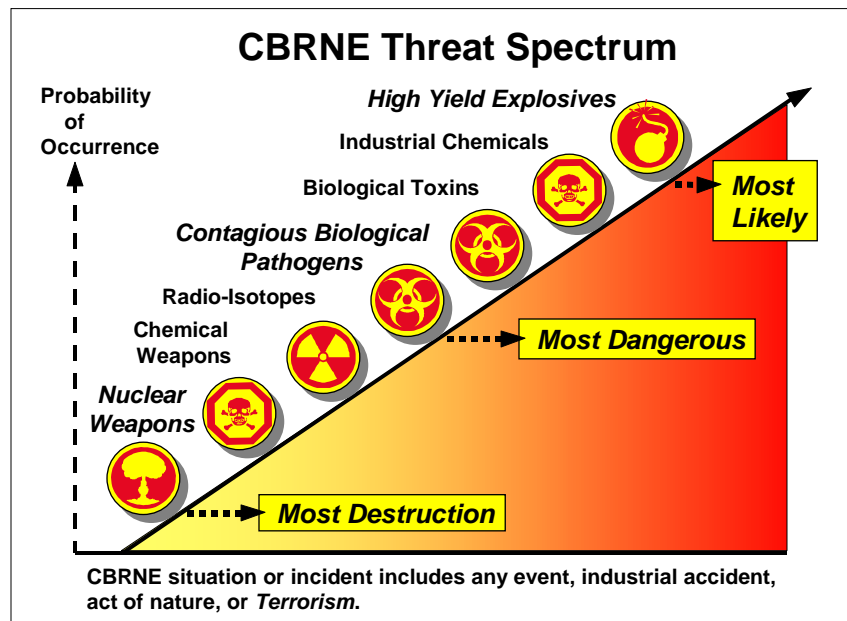 CBRNE Threat Spectrum
Probability
of
Occurrence
High Yield Explosives
Industrial Chemicals
Biological Toxins
Contagious Biological
Pathogens
Radio-Isotopes
Chemical
Weapons
Nuclear
Weapons
Most
Likely
Most Dangerous
Most Destruction
CBRNE situation or incident includes any event, industrial accident,
act of nature, or Terrorism.